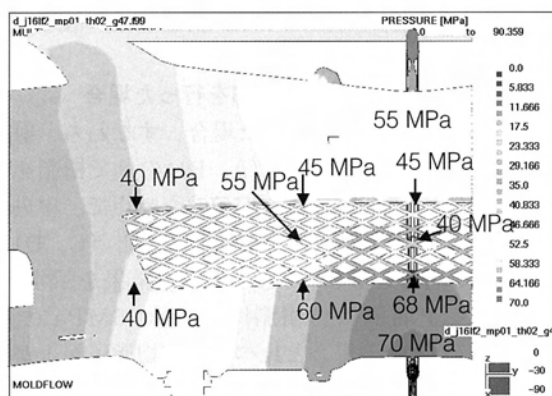 d_j16lf2_mp01_th02_g47.f99
PRESSURE [MPa]
to 90.359
0.0
5.833
11.666
17.5
23.333
29.166
35.0
40.833
46.666
52.5
58.333
64.166
70.0
55 MPa
40 MPa
55 MPa
45 MPa
45 MPa
40 MPa
40 MPa
60 MPa
68 MPa
70 MPa
d_j16lf2_mp01_th02_g4
0
-30
-90
z
y
MOLDFLOW